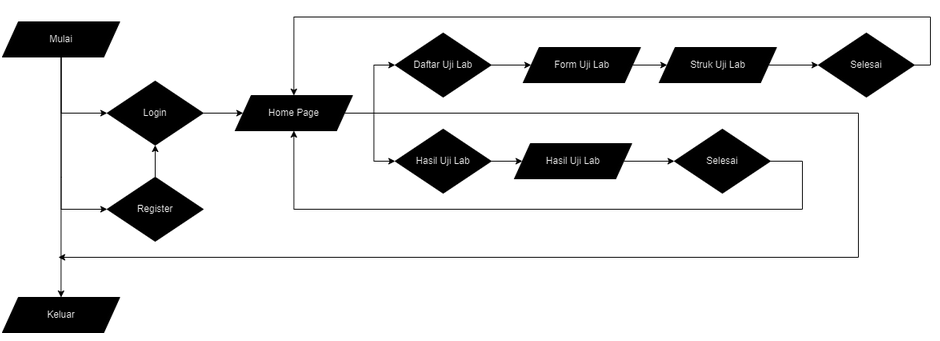 Mulai
Daftar Uji Lab
Form Uji Lab
Struk Uji Lab
Selesai
Login
Home Page
Hasil Uji Lab
Hasil Uji Lab
Selesai
Register
Keluar